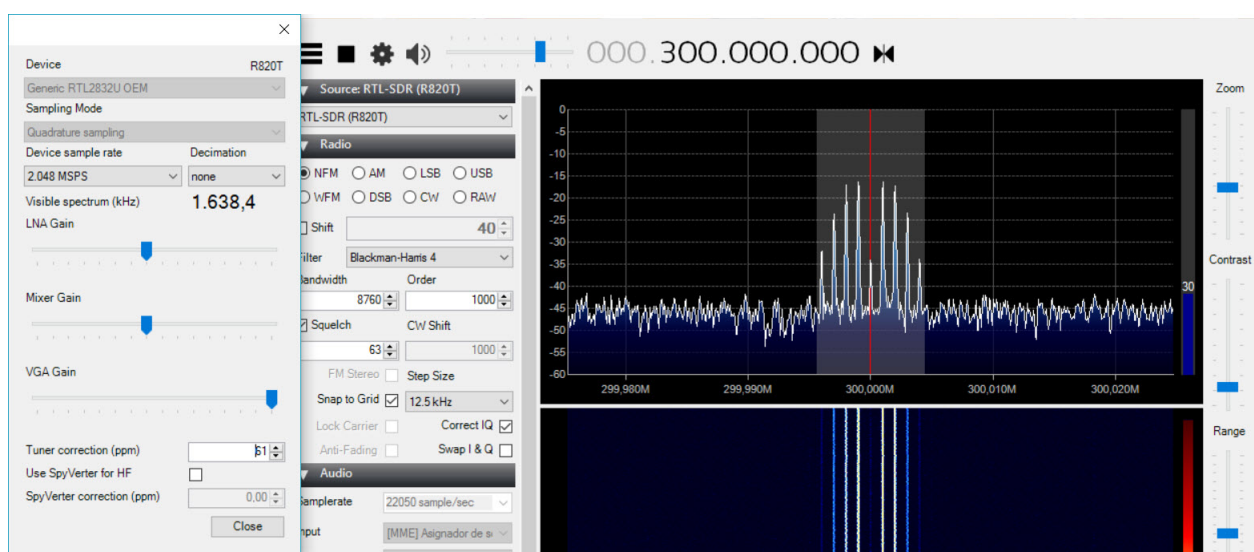 Device R820T
Generic RTL2832U OEM
Sampling Mode
Quadrature sampling
Device sample rate Decimation
2.048 MSPS none
Visible spectrum (kHz) 1.638,4
LNA Gain
Mixer Gain
VGA Gain
Tuner correction (ppm) 61
Use SpyVerter for HF
SpyVerter correction (ppm) 0,00
Close
000.300.000.000
Source: RTL-SDR (R820T)
RTL-SDR (R820T)
Radio
NFM AM LSB USB
WFM DSB CW RAW
Shift 40
Filter Blackman-Harris 4
Bandwidth Order
8760 1000
Squelch CW Shift
63 1000
FM Stereo Step Size
Snap to Grid 12.5 kHz
Lock Carrier Correct IQ
Anti-Fading Swap I & Q
Audio
Samplerate 22050 sample/sec
Input [MME] Asignador de
0
-5
-10
-15
-20
-25
-30
-35
-40
-45
-50
-55
-60
299,980M 299,990M 300,000M 300,010M 300,020M
30
Zoom
Contrast
Range